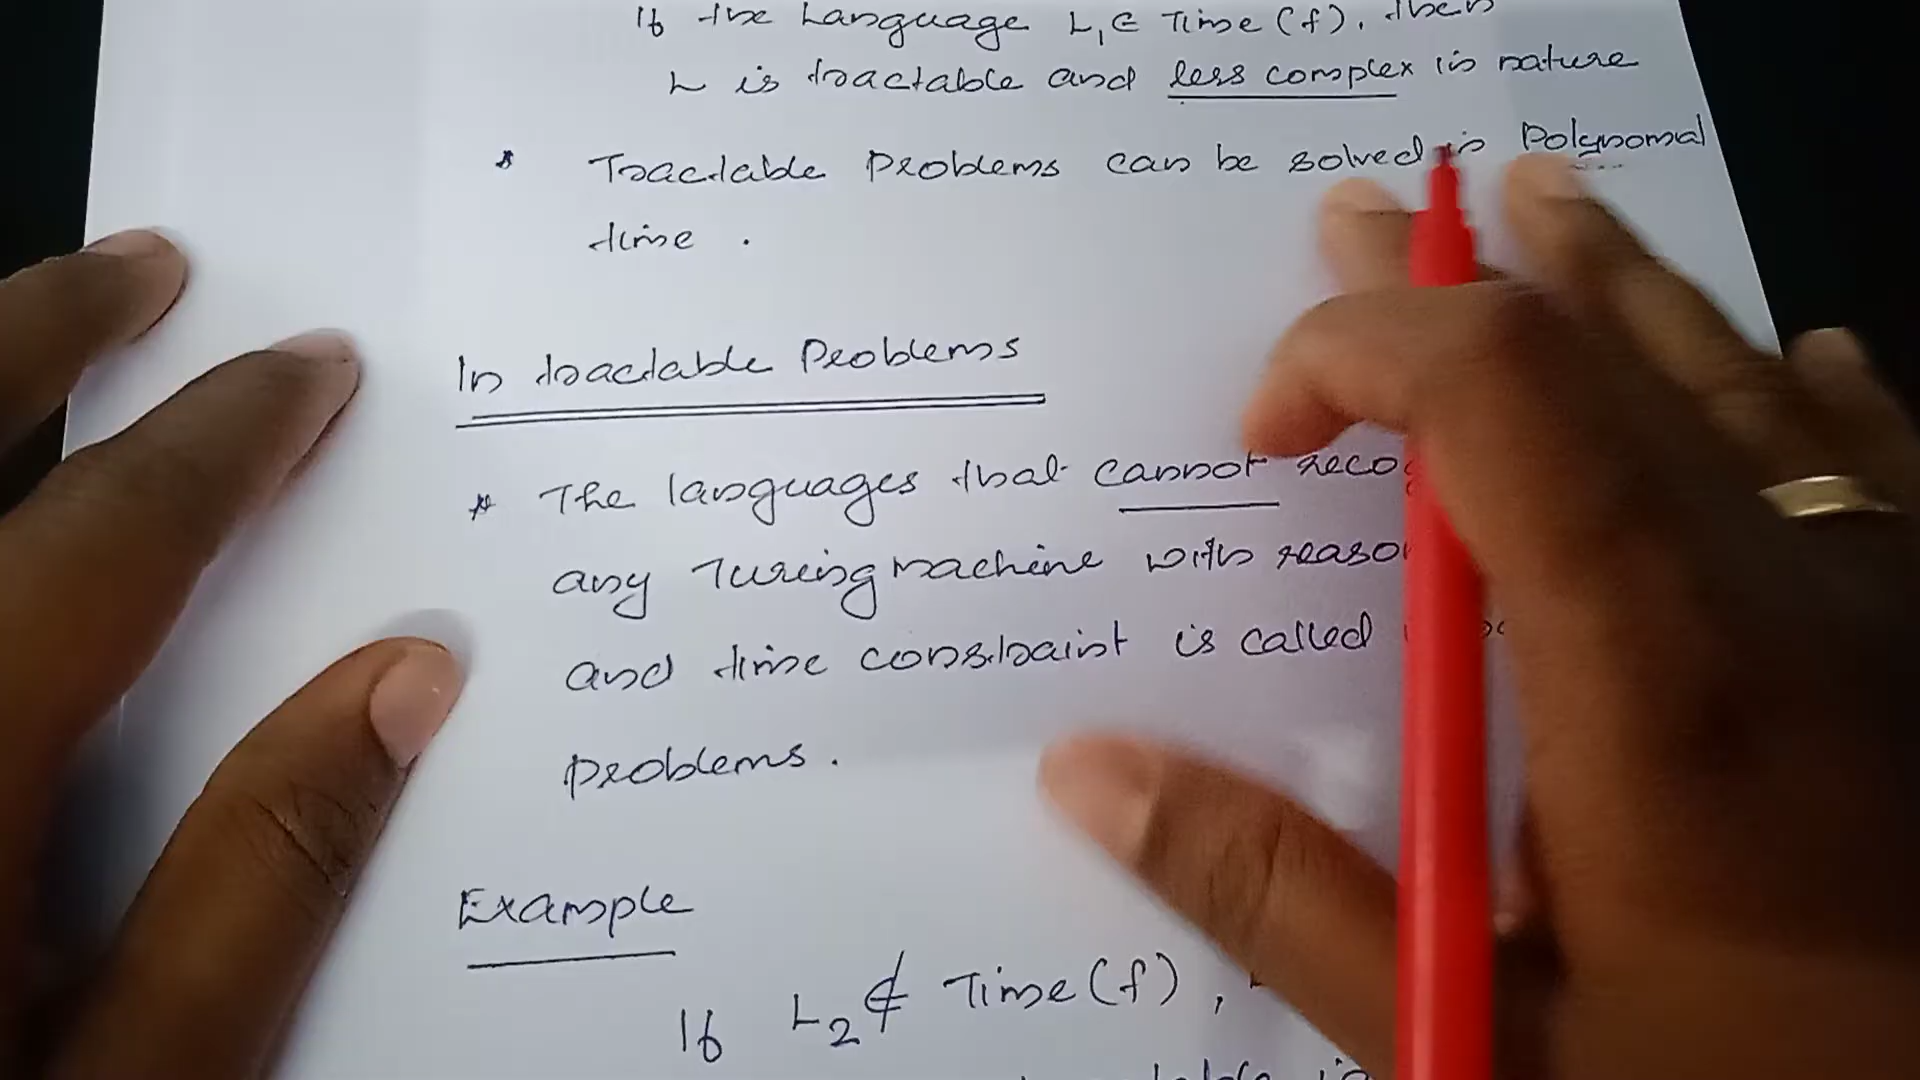 If the Language L1 ∈ Time (f). then
L is tractable and less complex in nature
* Tractable Problems can be solved in Polynomal
time .
In tractable Problems
* The languages that cannot
any Turing machine with
and time constraint is called
problems .
Example
If L2 ∉ Time (f) ,